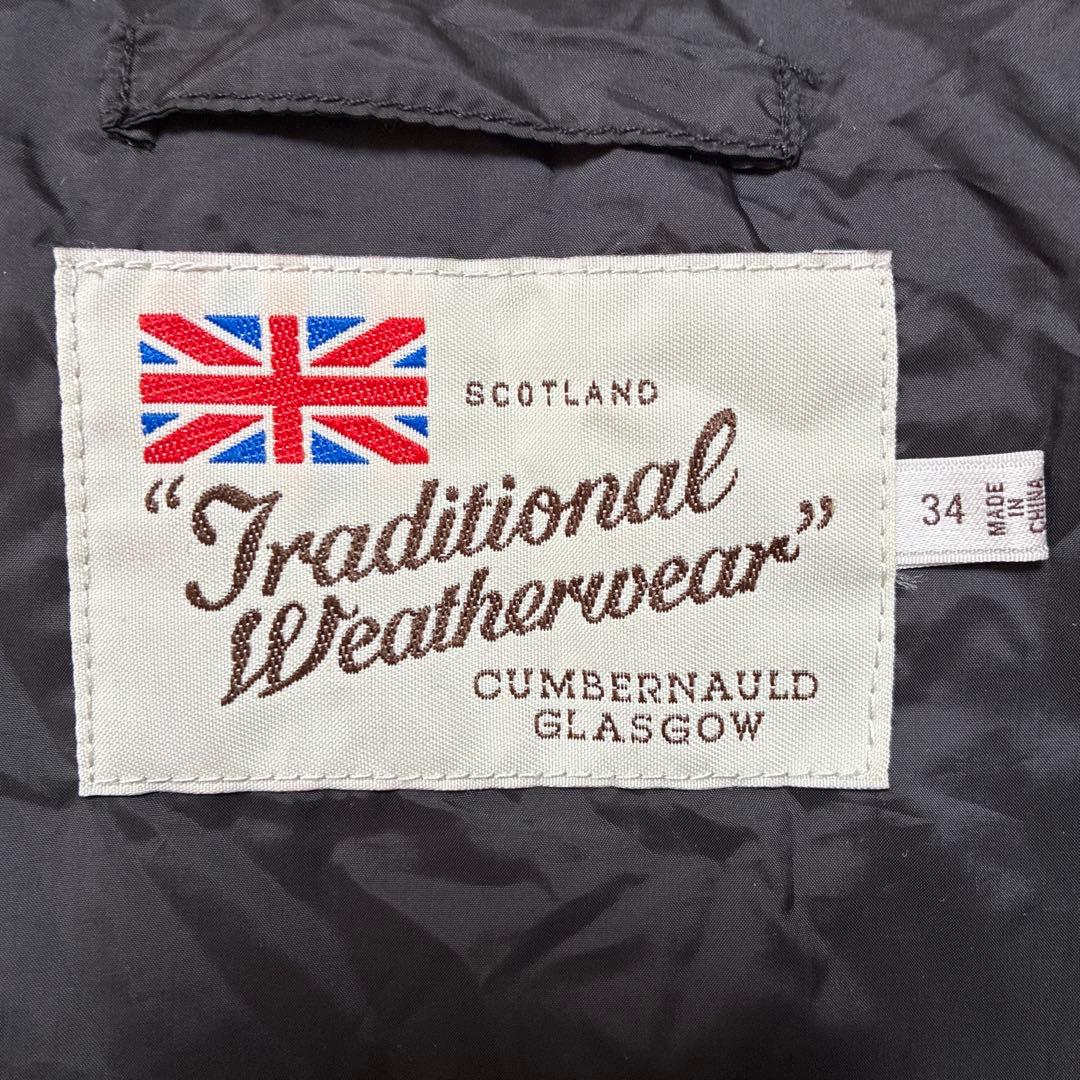 SCOTLAND
“Traditional
Weatherwear”
CUMBERNAULD
GLASGOW
34
MADE
IN
CHINA